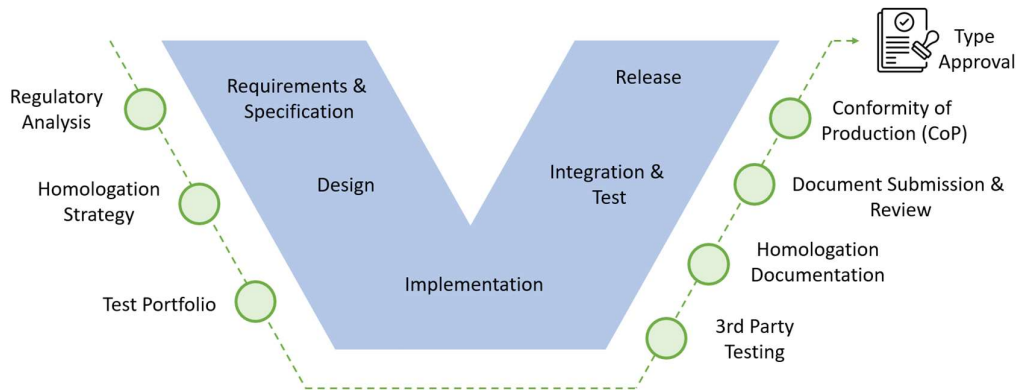 Regulatory
Analysis
Homologation
Strategy
Test Portfolio
Requirements &
Specification
Design
Implementation
Integration &
Test
Release
3rd Party
Testing
Homologation
Documentation
Document Submission &
Review
Conformity of
Production (CoP)
Type
Approval